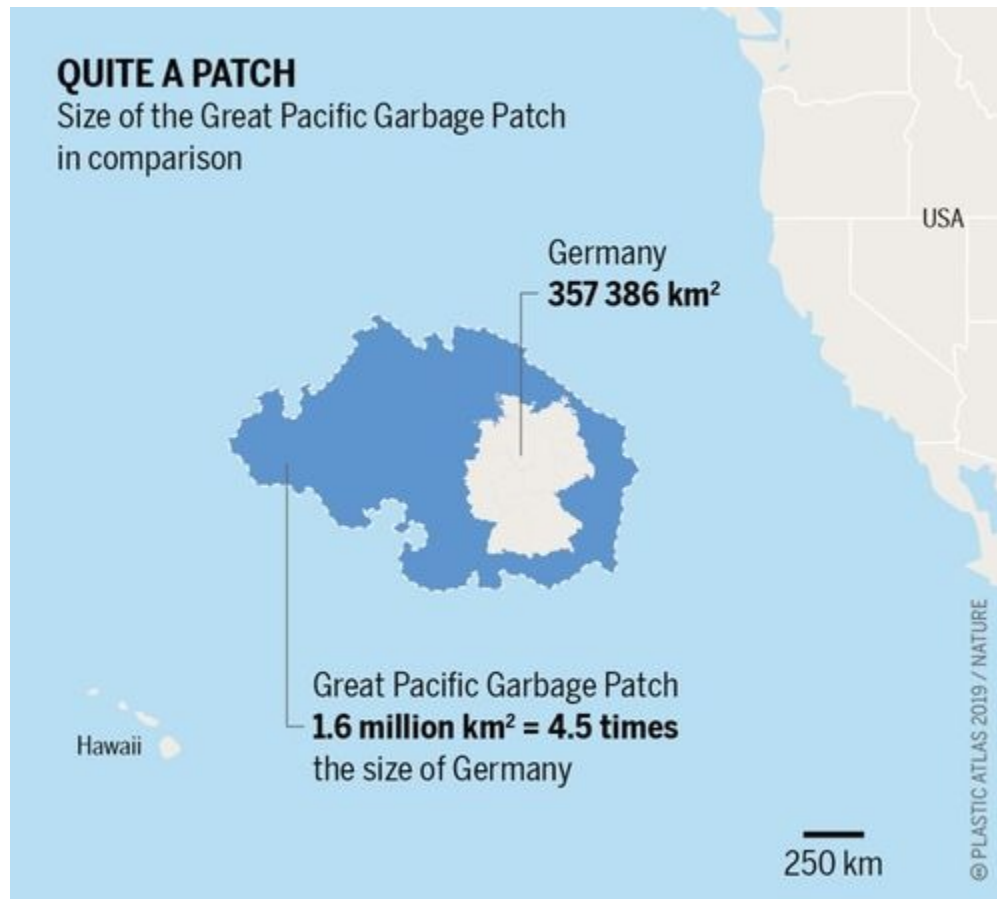 QUITE A PATCH
Size of the Great Pacific Garbage Patch
in comparison
USA
Germany
357 386 km²
Great Pacific Garbage Patch
1.6 million km² = 4.5 times
the size of Germany
Hawaii
250 km
© PLASTIC ATLAS 2019 / NATURE